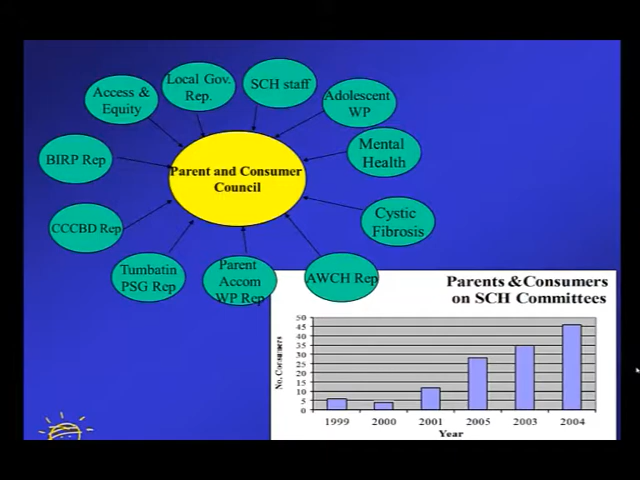 Local Gov.
Rep.
SCH staff
Access &
Equity
Adolescent
WP
Mental
Health
BIRP Rep
Parent and Consumer
Council
Cystic
Fibrosis
CCCBD Rep
Tumbatin
PSG Rep
Parent
Accom
WP Rep
AWCH Rep
Parents & Consumers
on SCH Committees
No. Consumers
50
45
40
35
30
25
20
15
10
5
0
1999
2000
2001
2005
2003
2004
Year